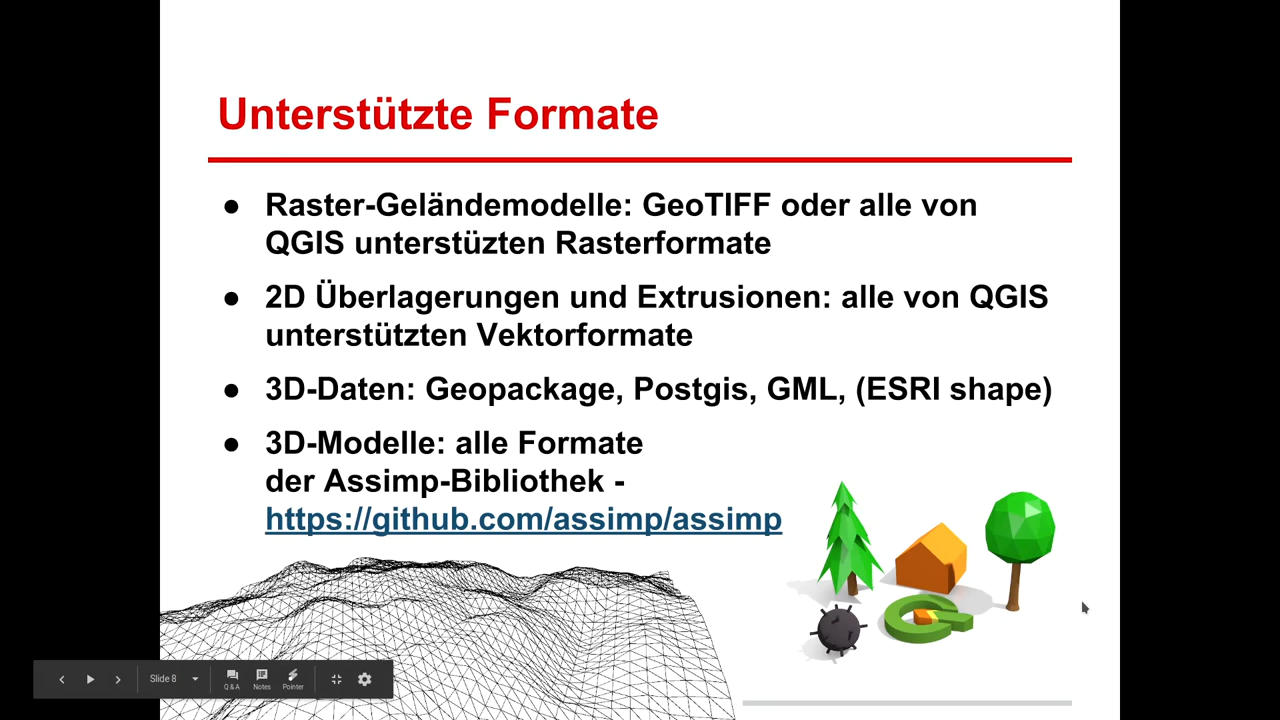 Unterstützte Formate
● Raster-Geländemodelle: GeoTIFF oder alle von
QGIS unterstüzten Rasterformate
● 2D Überlagerungen und Extrusionen: alle von QGIS
unterstützten Vektorformate
● 3D-Daten: Geopackage, Postgis, GML, (ESRI shape)
● 3D-Modelle: alle Formate
der Assimp-Bibliothek -
https://github.com/assimp/assimp
Slide 8
Q & A Notes Pointer